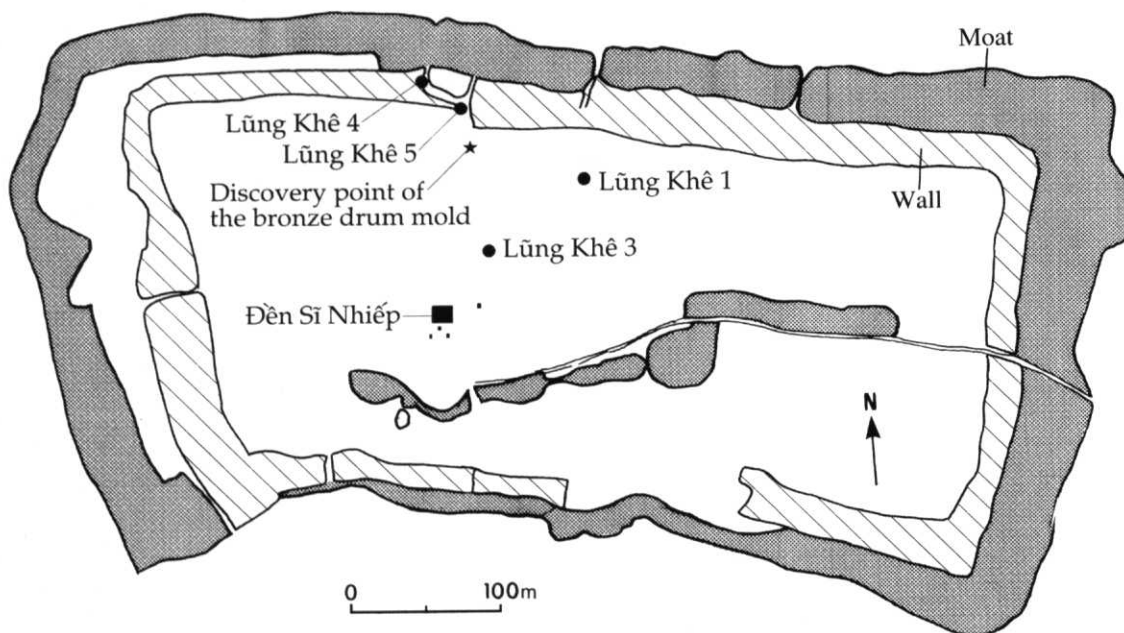 Moat
Lũng Khê 4
Lũng Khê 5
Discovery point of
the bronze drum mold
Lũng Khê 1
Wall
Lũng Khê 3
Đền Sĩ Nhiếp
N
0 100m